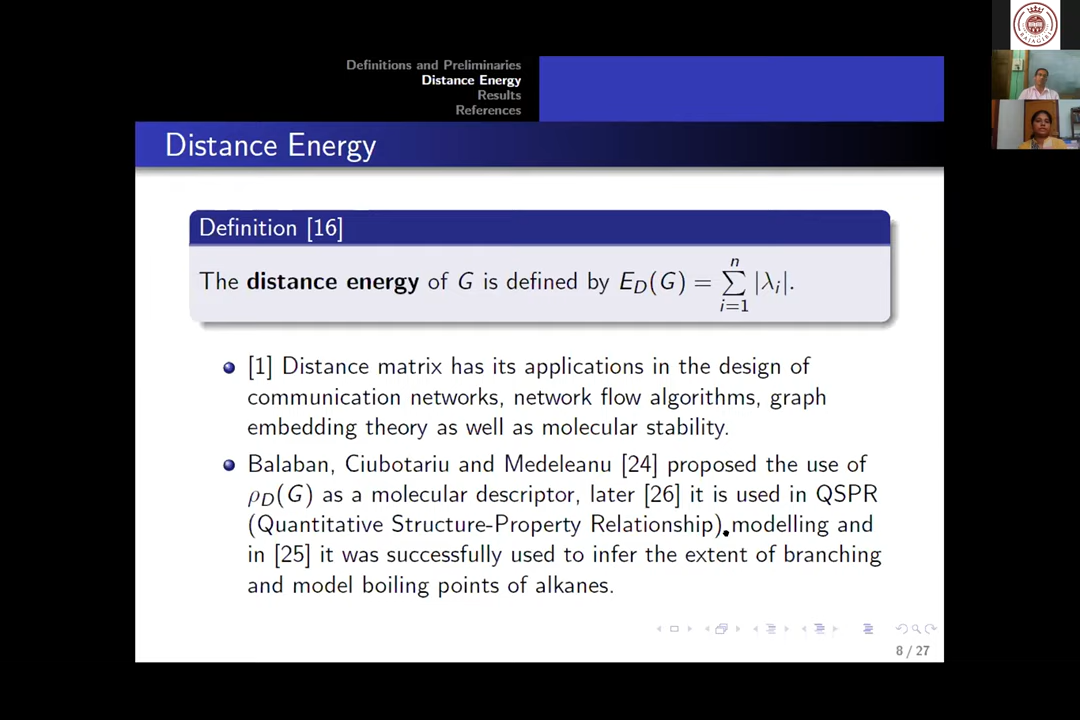 Definitions and Preliminaries
Distance Energy
Results
References
RAJAGIRI
Distance Energy
Definition [16]
The distance energy of G is defined by E_D(G) = \sum_{i=1}^{n} |λ_i|.
[1] Distance matrix has its applications in the design of
communication networks, network flow algorithms, graph
embedding theory as well as molecular stability.
Balaban, Ciubotariu and Medeleanu [24] proposed the use of
ρ_D(G) as a molecular descriptor, later [26] it is used in QSPR
(Quantitative Structure-Property Relationship) modelling and
in [25] it was successfully used to infer the extent of branching
and model boiling points of alkanes.
8 / 27